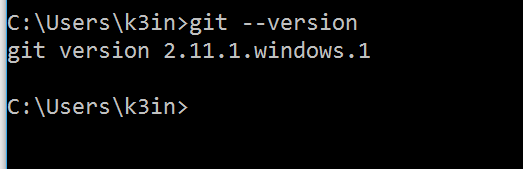 C:\Users\k3in>git --version
git version 2.11.1.windows.1
C:\Users\k3in>